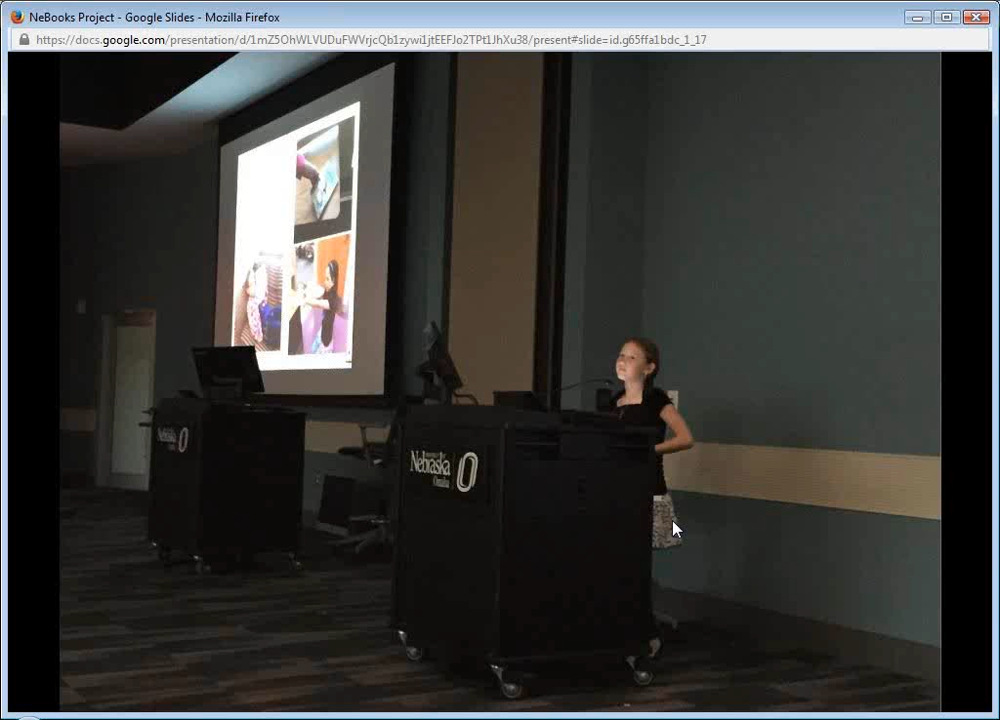 NeBooks Project - Google Slides - Mozilla Firefox
https://docs.google.com/presentation/d/1mZ5OhWLVUDuFWVrjcQb1zywi1jtEEFJo2TPt1JhXu38/present#slide=id.g65ffa1bdc_1_17
Nebraska
Omaha
Nebraska
Omaha